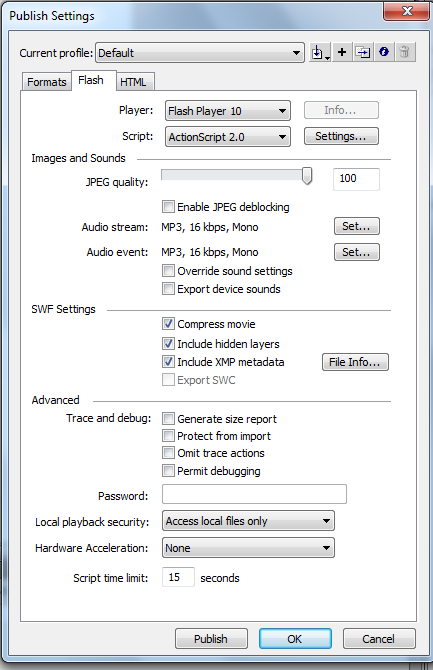 Publish Settings
Current profile: Default
Formats Flash HTML
Player: Flash Player 10 Info...
Script: ActionScript 2.0 Settings...
Images and Sounds
JPEG quality: 100
Enable JPEG deblocking
Audio stream: MP3, 16 kbps, Mono Set...
Audio event: MP3, 16 kbps, Mono Set...
Override sound settings
Export device sounds
SWF Settings
Compress movie
Include hidden layers
Include XMP metadata File Info...
Export SWC
Advanced
Trace and debug: Generate size report
Protect from import
Omit trace actions
Permit debugging
Password:
Local playback security: Access local files only
Hardware Acceleration: None
Script time limit: 15 seconds
Publish OK Cancel